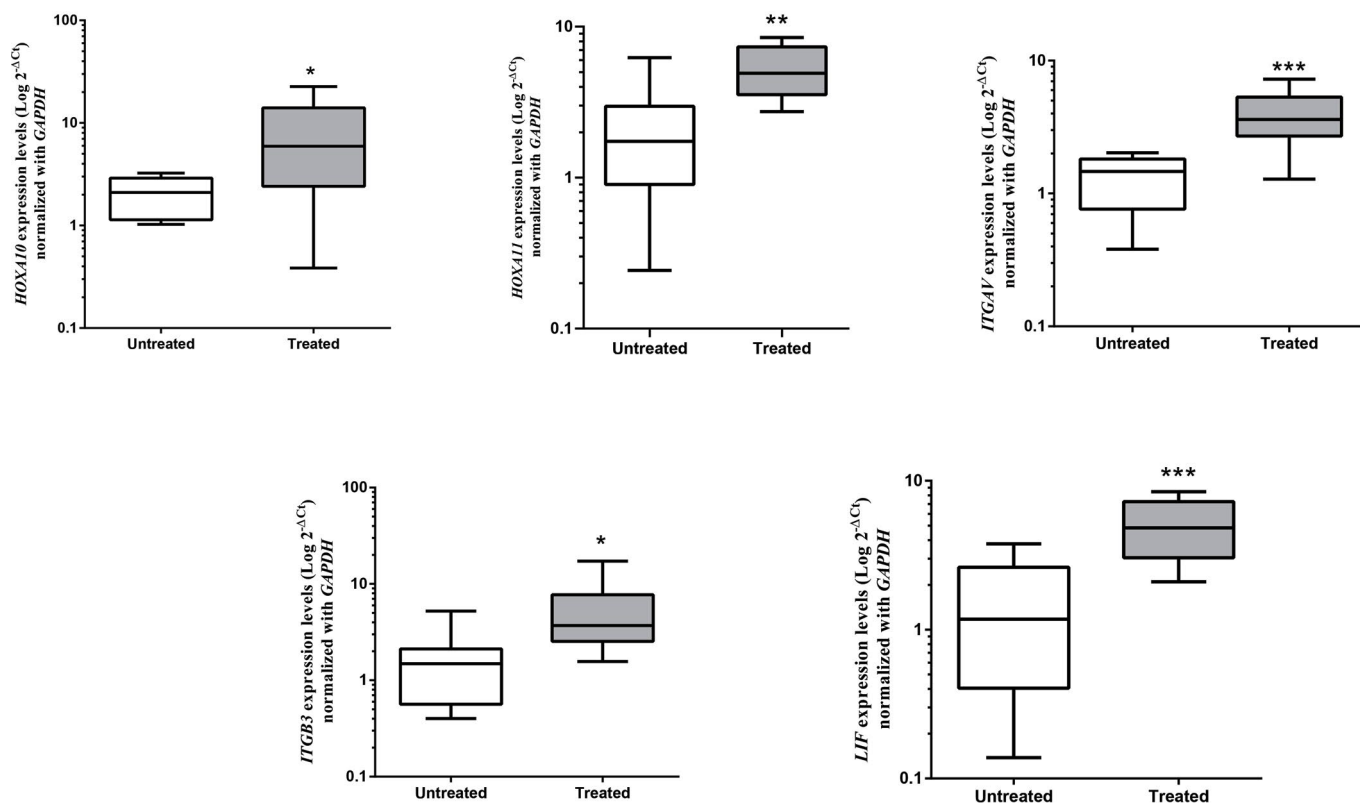 HOXA10 expression levels (Log 2-ΔCt)
normalized with GAPDH
100
10
1
0.1
*
Untreated
Treated
HOXA11 expression levels (Log 2-ΔCt)
normalized with GAPDH
10
1
0.1
**
Untreated
Treated
ITGAV expression levels (Log 2-ΔCt)
normalized with GAPDH
10
1
0.1
***
Untreated
Treated
ITGB3 expression levels (Log 2-ΔCt)
normalized with GAPDH
100
10
1
0.1
*
Untreated
Treated
LIF expression levels (Log 2-ΔCt)
normalized with GAPDH
10
1
0.1
***
Untreated
Treated